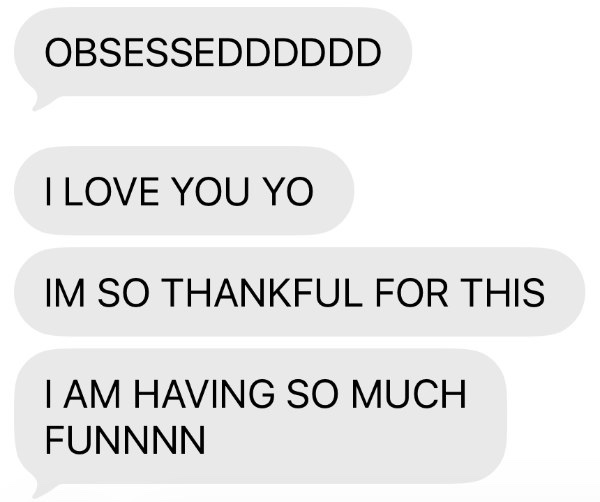 OBSESSEDDDDDD
I LOVE YOU YO
IM SO THANKFUL FOR THIS
I AM HAVING SO MUCH
FUNNNN